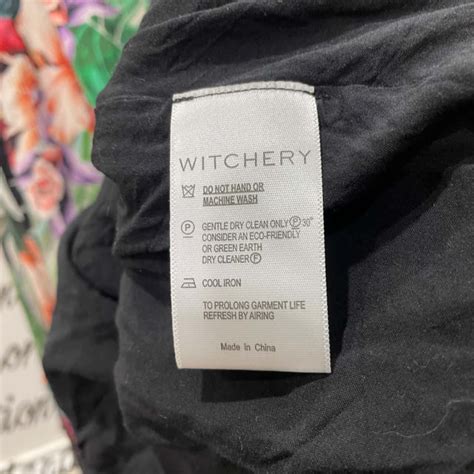 WITCHERY
DO NOT HAND OR
MACHINE WASH
P GENTLE DRY CLEAN ONLY P 30°
CONSIDER AN ECO-FRIENDLY
OR GREEN EARTH
DRY CLEANER F
COOL IRON
TO PROLONG GARMENT LIFE
REFRESH BY AIRING
Made in China